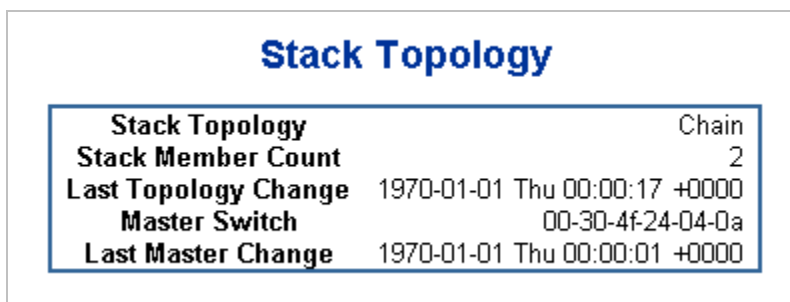 Stack Topology
Stack Topology Chain
Stack Member Count 2
Last Topology Change 1970-01-01 Thu 00:00:17 +0000
Master Switch 00-30-4f-24-04-0a
Last Master Change 1970-01-01 Thu 00:00:01 +0000